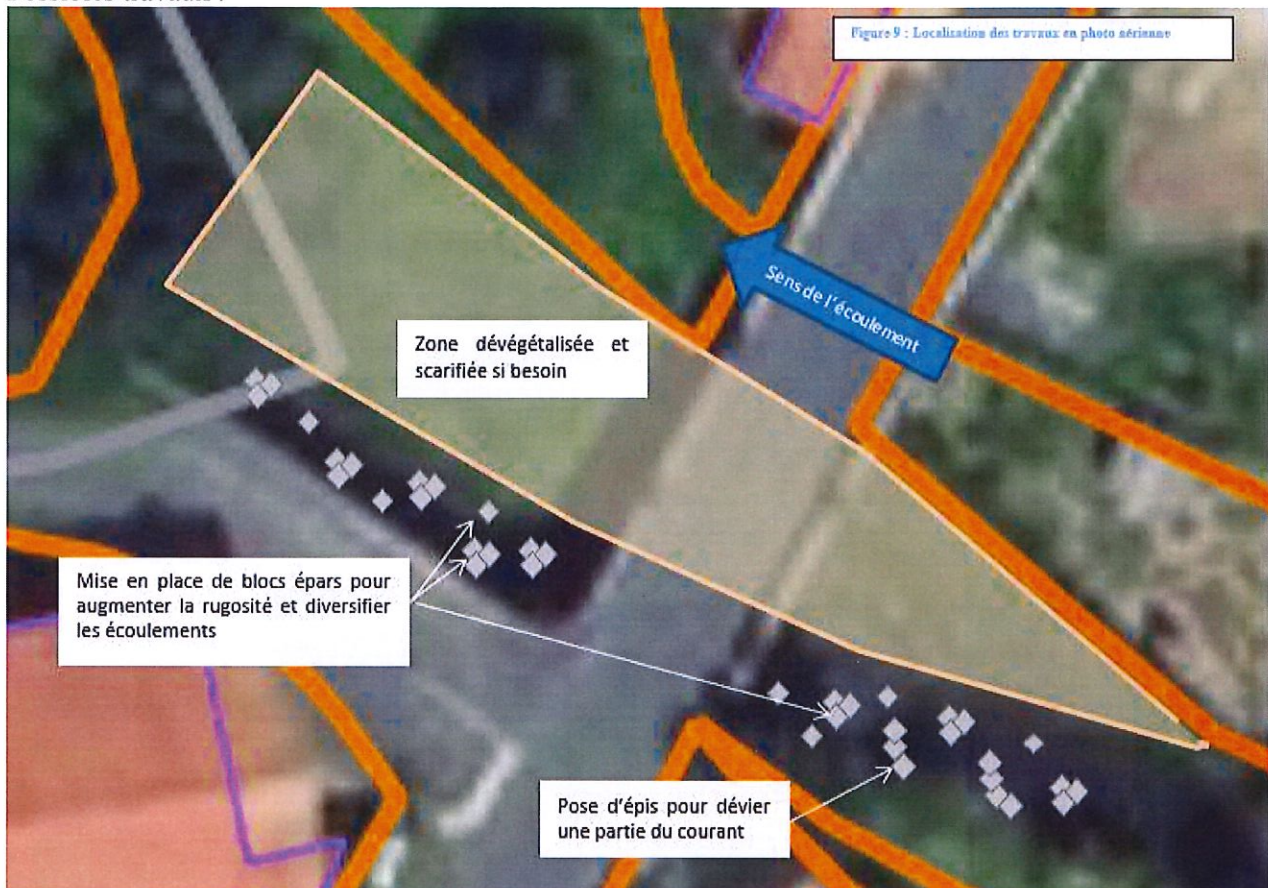 Figure 9 : Localisation des travaux en photo aérienne
Sens de l'écoulement
Zone dévégétalisée et
scarifiée si besoin
Mise en place de blocs épars pour
augmenter la rugosité et diversifier
les écoulements
Pose d'épis pour dévier
une partie du courant